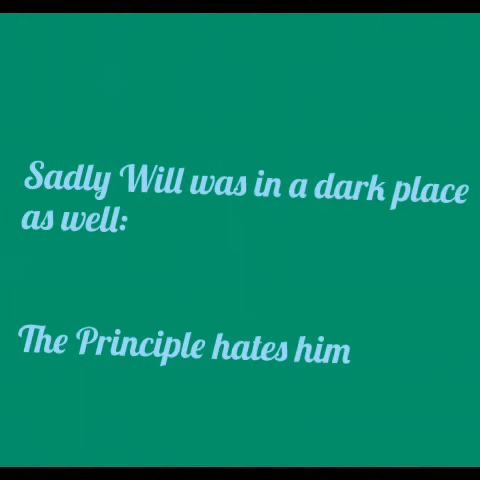 Sadly Will was in a dark place
as well:
The Principle hates him